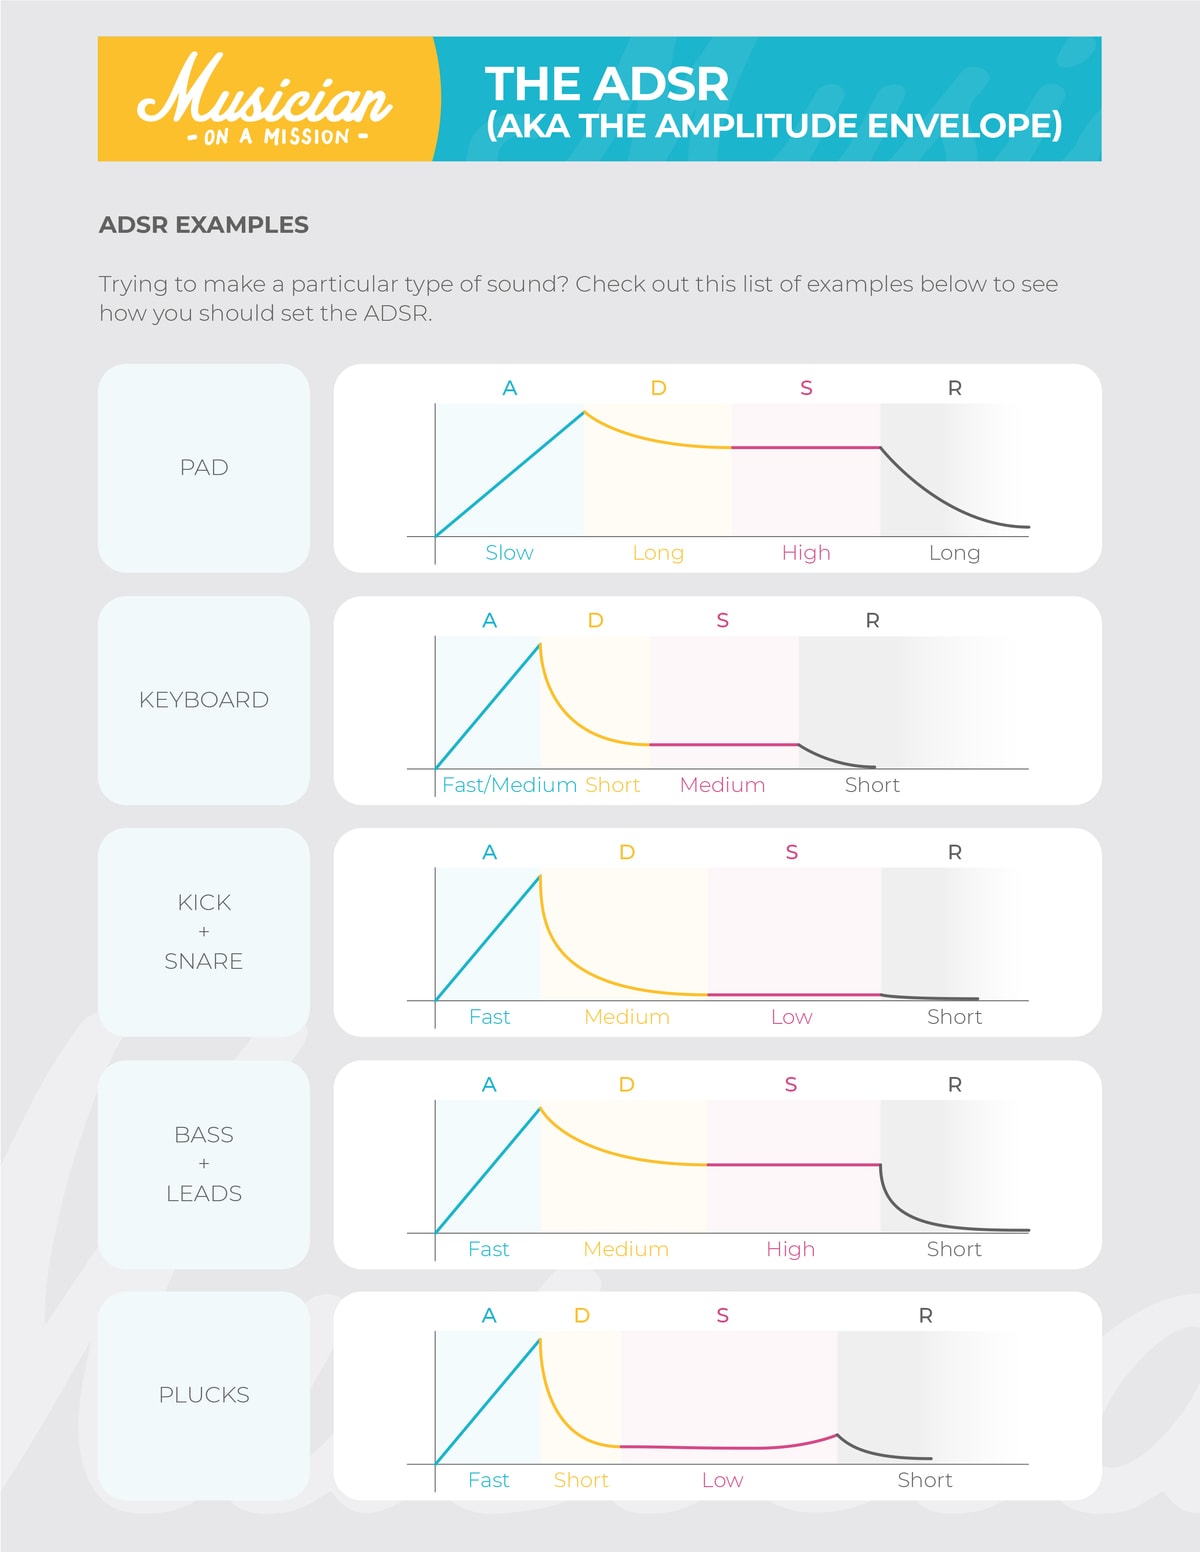 Musician
- ON A MISSION -
THE ADSR
(AKA THE AMPLITUDE ENVELOPE)
ADSR EXAMPLES
Trying to make a particular type of sound? Check out this list of examples below to see
how you should set the ADSR.
PAD
A D S R
Slow Long High Long
KEYBOARD
A D S R
Fast/Medium Short Medium Short
KICK
+
SNARE
A D S R
Fast Medium Low Short
BASS
+
LEADS
A D S R
Fast Medium High Short
PLUCKS
A D S R
Fast Short Low Short